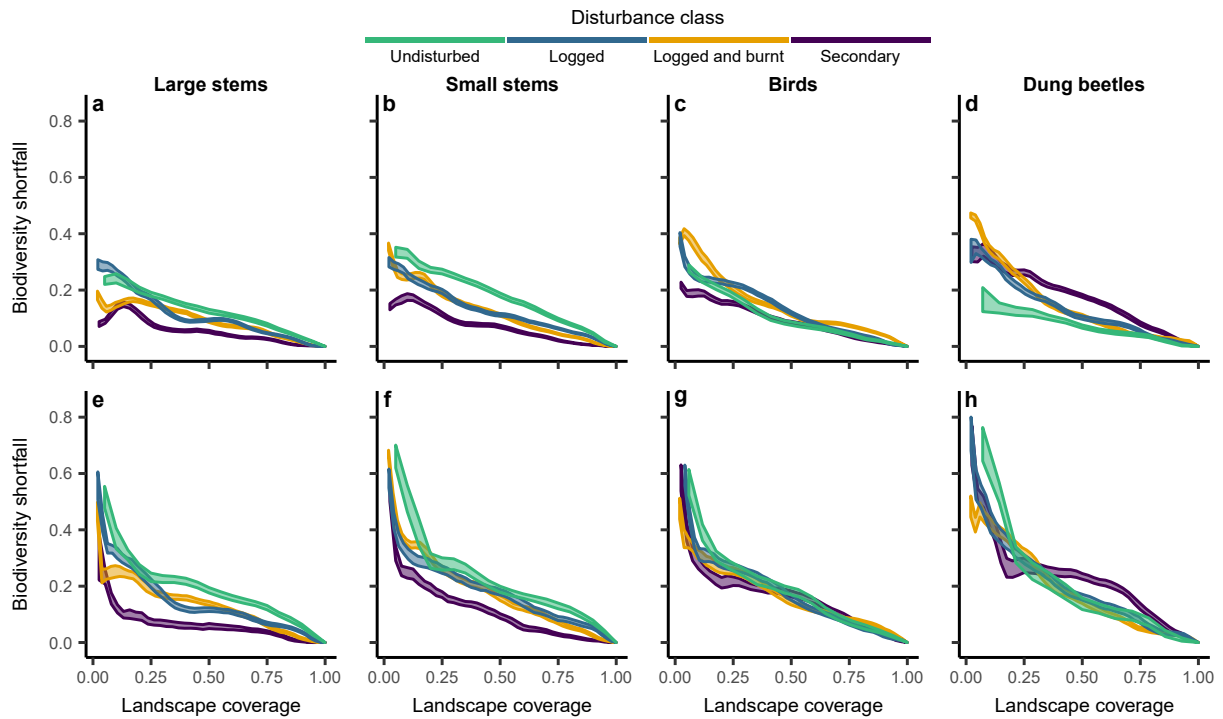 Disturbance class
Undisturbed Logged Logged and burnt Secondary
Large stems Small stems Birds Dung beetles
a b c d
Biodiversity shortfall
0.8
0.6
0.4
0.2
0.0
e f g h
Biodiversity shortfall
0.8
0.6
0.4
0.2
0.0
0.00 0.25 0.50 0.75 1.00 0.00 0.25 0.50 0.75 1.00 0.00 0.25 0.50 0.75 1.00 0.00 0.25 0.50 0.75 1.00
Landscape coverage Landscape coverage Landscape coverage Landscape coverage